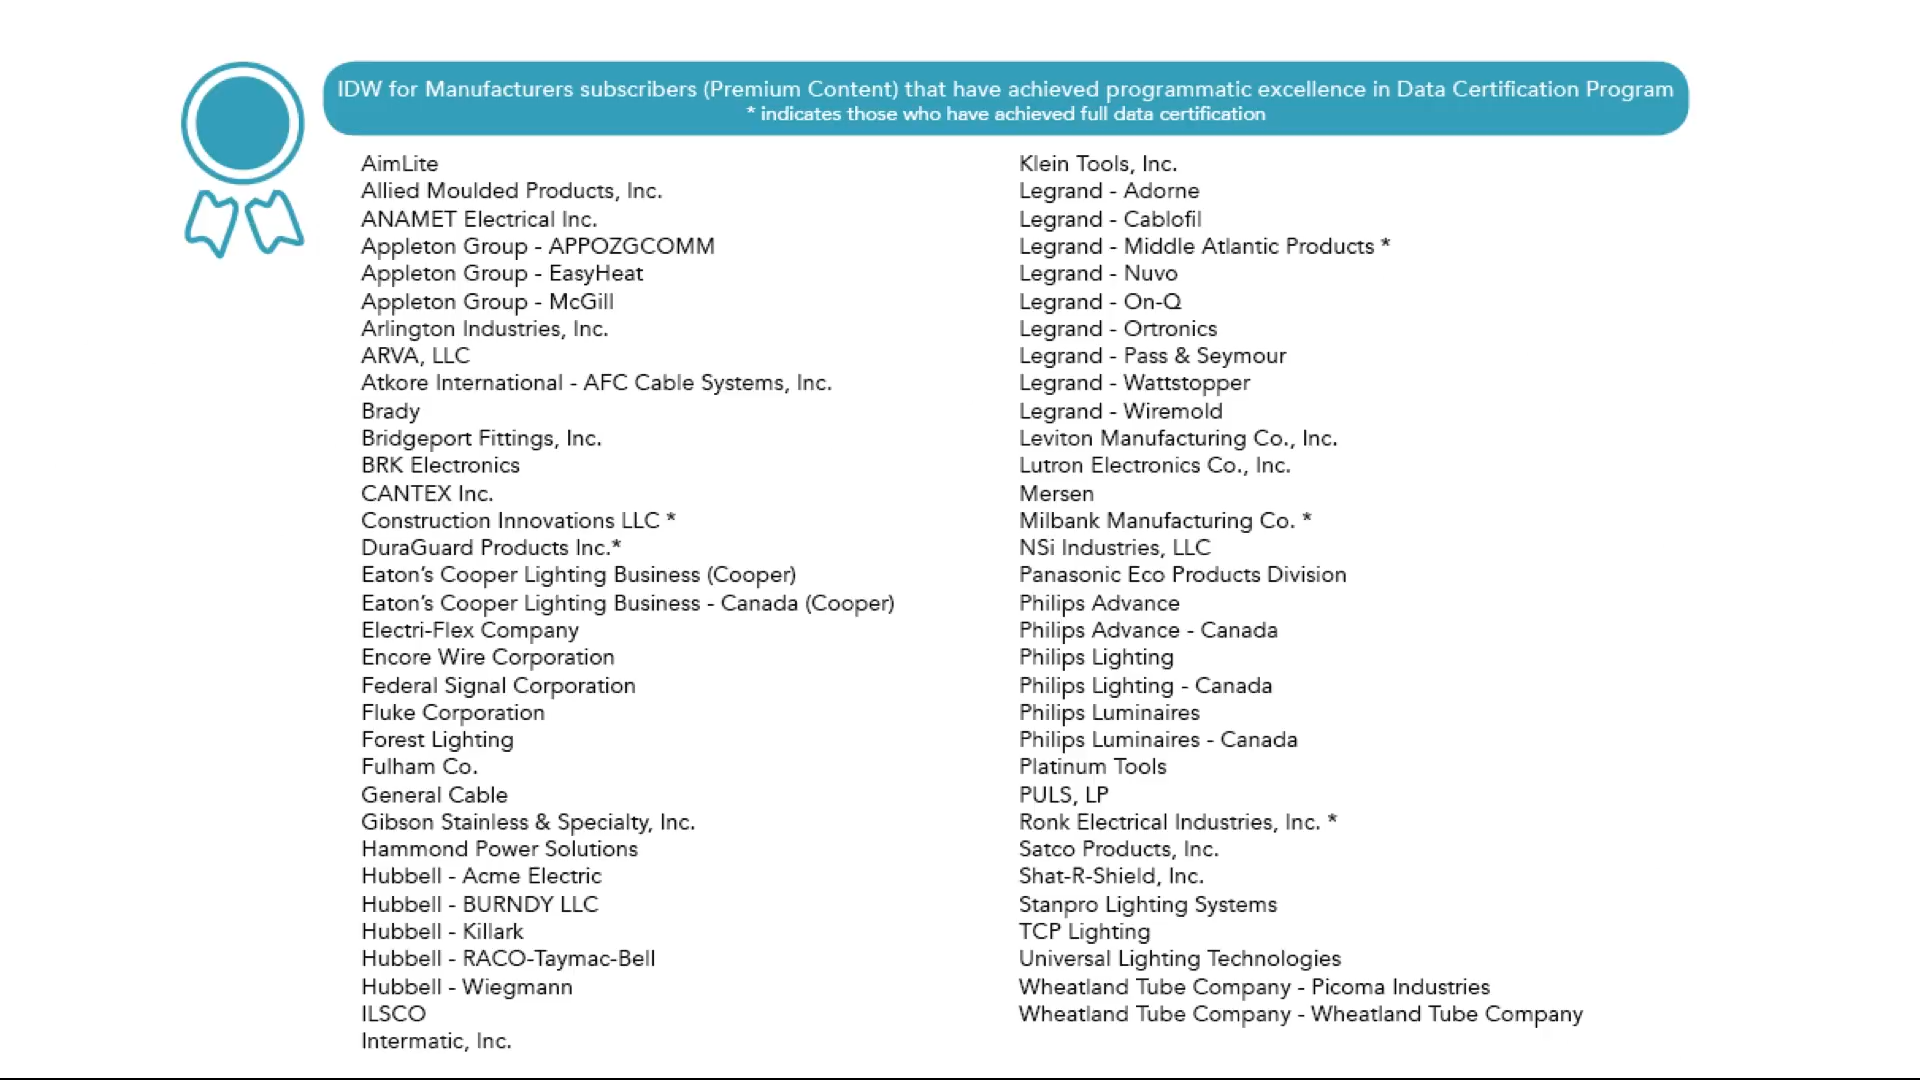 IDW for Manufacturers subscribers (Premium Content) that have achieved programmatic excellence in Data Certification Program
* indicates those who have achieved full data certification
AimLite
Allied Moulded Products, Inc.
ANAMET Electrical Inc.
Appleton Group - APPOZGCOMM
Appleton Group - EasyHeat
Appleton Group - McGill
Arlington Industries, Inc.
ARVA, LLC
Atkore International - AFC Cable Systems, Inc.
Brady
Bridgeport Fittings, Inc.
BRK Electronics
CANTEX Inc.
Construction Innovations LLC *
DuraGuard Products Inc.*
Eaton’s Cooper Lighting Business (Cooper)
Eaton’s Cooper Lighting Business - Canada (Cooper)
Electri-Flex Company
Encore Wire Corporation
Federal Signal Corporation
Fluke Corporation
Forest Lighting
Fulham Co.
General Cable
Gibson Stainless & Specialty, Inc.
Hammond Power Solutions
Hubbell - Acme Electric
Hubbell - BURNDY LLC
Hubbell - Killark
Hubbell - RACO-Taymac-Bell
Hubbell - Wiegmann
ILSCO
Intermatic, Inc.
Klein Tools, Inc.
Legrand - Adorne
Legrand - Cablofil
Legrand - Middle Atlantic Products *
Legrand - Nuvo
Legrand - On-Q
Legrand - Ortronics
Legrand - Pass & Seymour
Legrand - Wattstopper
Legrand - Wiremold
Leviton Manufacturing Co., Inc.
Lutron Electronics Co., Inc.
Mersen
Milbank Manufacturing Co. *
NSi Industries, LLC
Panasonic Eco Products Division
Philips Advance
Philips Advance - Canada
Philips Lighting
Philips Lighting - Canada
Philips Luminaires
Philips Luminaires - Canada
Platinum Tools
PULS, LP
Ronk Electrical Industries, Inc. *
Satco Products, Inc.
Shat-R-Shield, Inc.
Stanpro Lighting Systems
TCP Lighting
Universal Lighting Technologies
Wheatland Tube Company - Picoma Industries
Wheatland Tube Company - Wheatland Tube Company